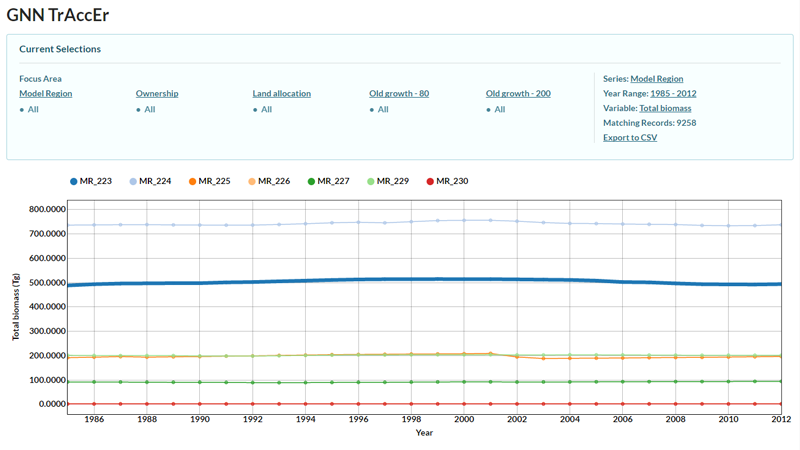 GNN TrAccEr
Current Selections
Focus Area
Model Region
All
Ownership
All
Land allocation
All
Old growth - 80
All
Old growth - 200
All
Series: Model Region
Year Range: 1985 - 2012
Variable: Total biomass
Matching Records: 9258
Export to CSV
MR_223 MR_224 MR_225 MR_226 MR_227 MR_229 MR_230
Total biomass (Tg)
800.0000
700.0000
600.0000
500.0000
400.0000
300.0000
200.0000
100.0000
0.0000
1986 1988 1990 1992 1994 1996 1998 2000 2002 2004 2006 2008 2010 2012
Year